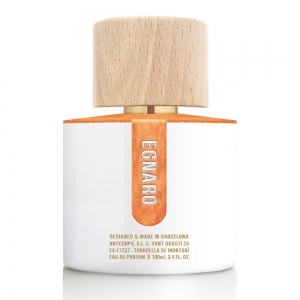 EGNARO
DESIGNED & MADE IN BARCELONA
ANTCORPS, S.L. C. SANT AGUSTÍ 24
ES-17257 - TORROELLA DE MONTGRÍ
EAU DE PARFUM ℮ 100ml. 3.4 FL. OZ.